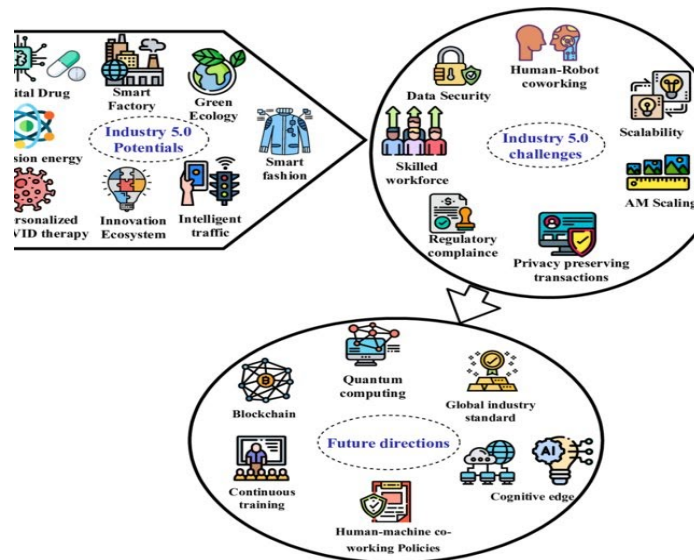 ital Drug
Smart
Factory
Green
Ecology
Industry 5.0
Potentials
sion energy
Smart
fashion
ersonalized
VID therapy
Innovation
Ecosystem
Intelligent
traffic
Data Security
Human-Robot
coworking
Scalability
Industry 5.0
challenges
Skilled
workforce
AM Scaling
Regulatory
complaince
Privacy preserving
transactions
Quantum
computing
Blockchain
Global industry
standard
Future directions
AI
Continuous
training
Cognitive edge
Human-machine co-
working Policies